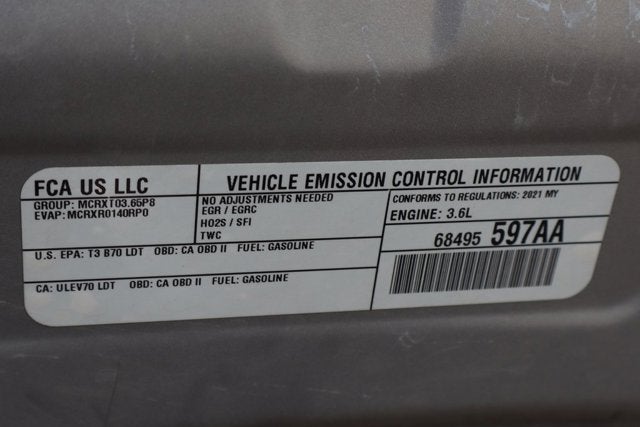 FCA US LLC
VEHICLE EMISSION CONTROL INFORMATION
GROUP: MCRXT03.65P8
EVAP: MCRXR0140RP0
NO ADJUSTMENTS NEEDED
EGR / EGRC
HO2S / SFI
TWC
CONFORMS TO REGULATIONS: 2021 MY
ENGINE: 3.6L
68495 597AA
U.S. EPA: T3 B70 LDT OBD: CA OBD II FUEL: GASOLINE
CA: ULEV70 LDT OBD: CA OBD II FUEL: GASOLINE